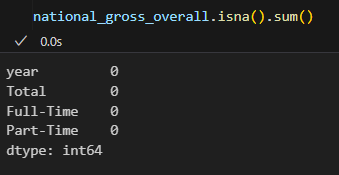 national_gross_overall.isna().sum()
✓ 0.0s
year 0
Total 0
Full-Time 0
Part-Time 0
dtype: int64